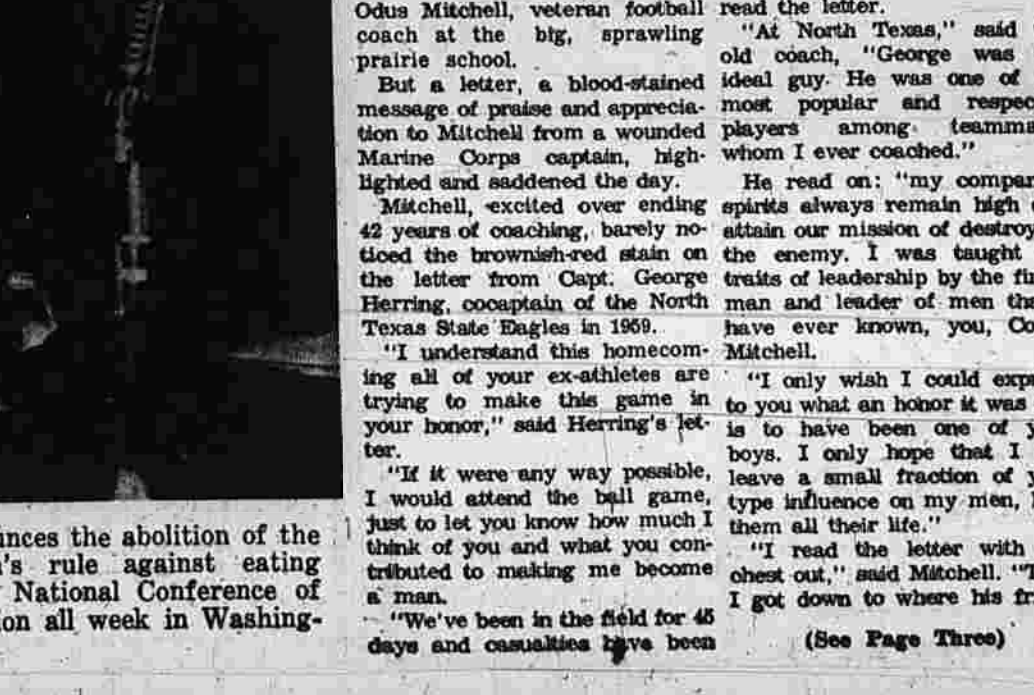 Odus Mitchell, veteran football
coach at the big, sprawling
prairie school.
But a letter, a blood-stained
message of praise and apprecia-
tion to Mitchell from a wounded
Marine Corps captain, high-
lighted and saddened the day.
Mitchell, excited over ending
42 years of coaching, barely no-
ticed the brownish-red stain on
the letter from Capt. George
Herring, cocaptain of the North
Texas State Eagles in 1959.
"I understand this homecom-
ing all of your ex-athletes are
trying to make this game in
your honor," said Herring's let-
ter.
"If it were any way possible,
I would attend the ball game,
just to let you know how much I
think of you and what you con-
tributed to making me become
a man.
"We've been in the field for 45
days and casualties have been
read the letter.
"At North Texas," said
old coach, "George was
ideal guy. He was one of
most popular and respec
players among teamma
whom I ever coached."
He read on: "my compan
spirits always remain high
attain our mission of destroy
the enemy. I was taught
traits of leadership by the fi
man and leader of men th
have ever known, you, Co
Mitchell.
"I only wish I could exp
to you what an honor it was
is to have been one of y
boys. I only hope that I
leave a small fraction of
type influence on my men,
them all their life."
"I read the letter with
chest out," said Mitchell. "T
I got down to where his fr
(See Page Three)
unces the abolition of the
's rule against eating
National Conference of
ion all week in Washing-